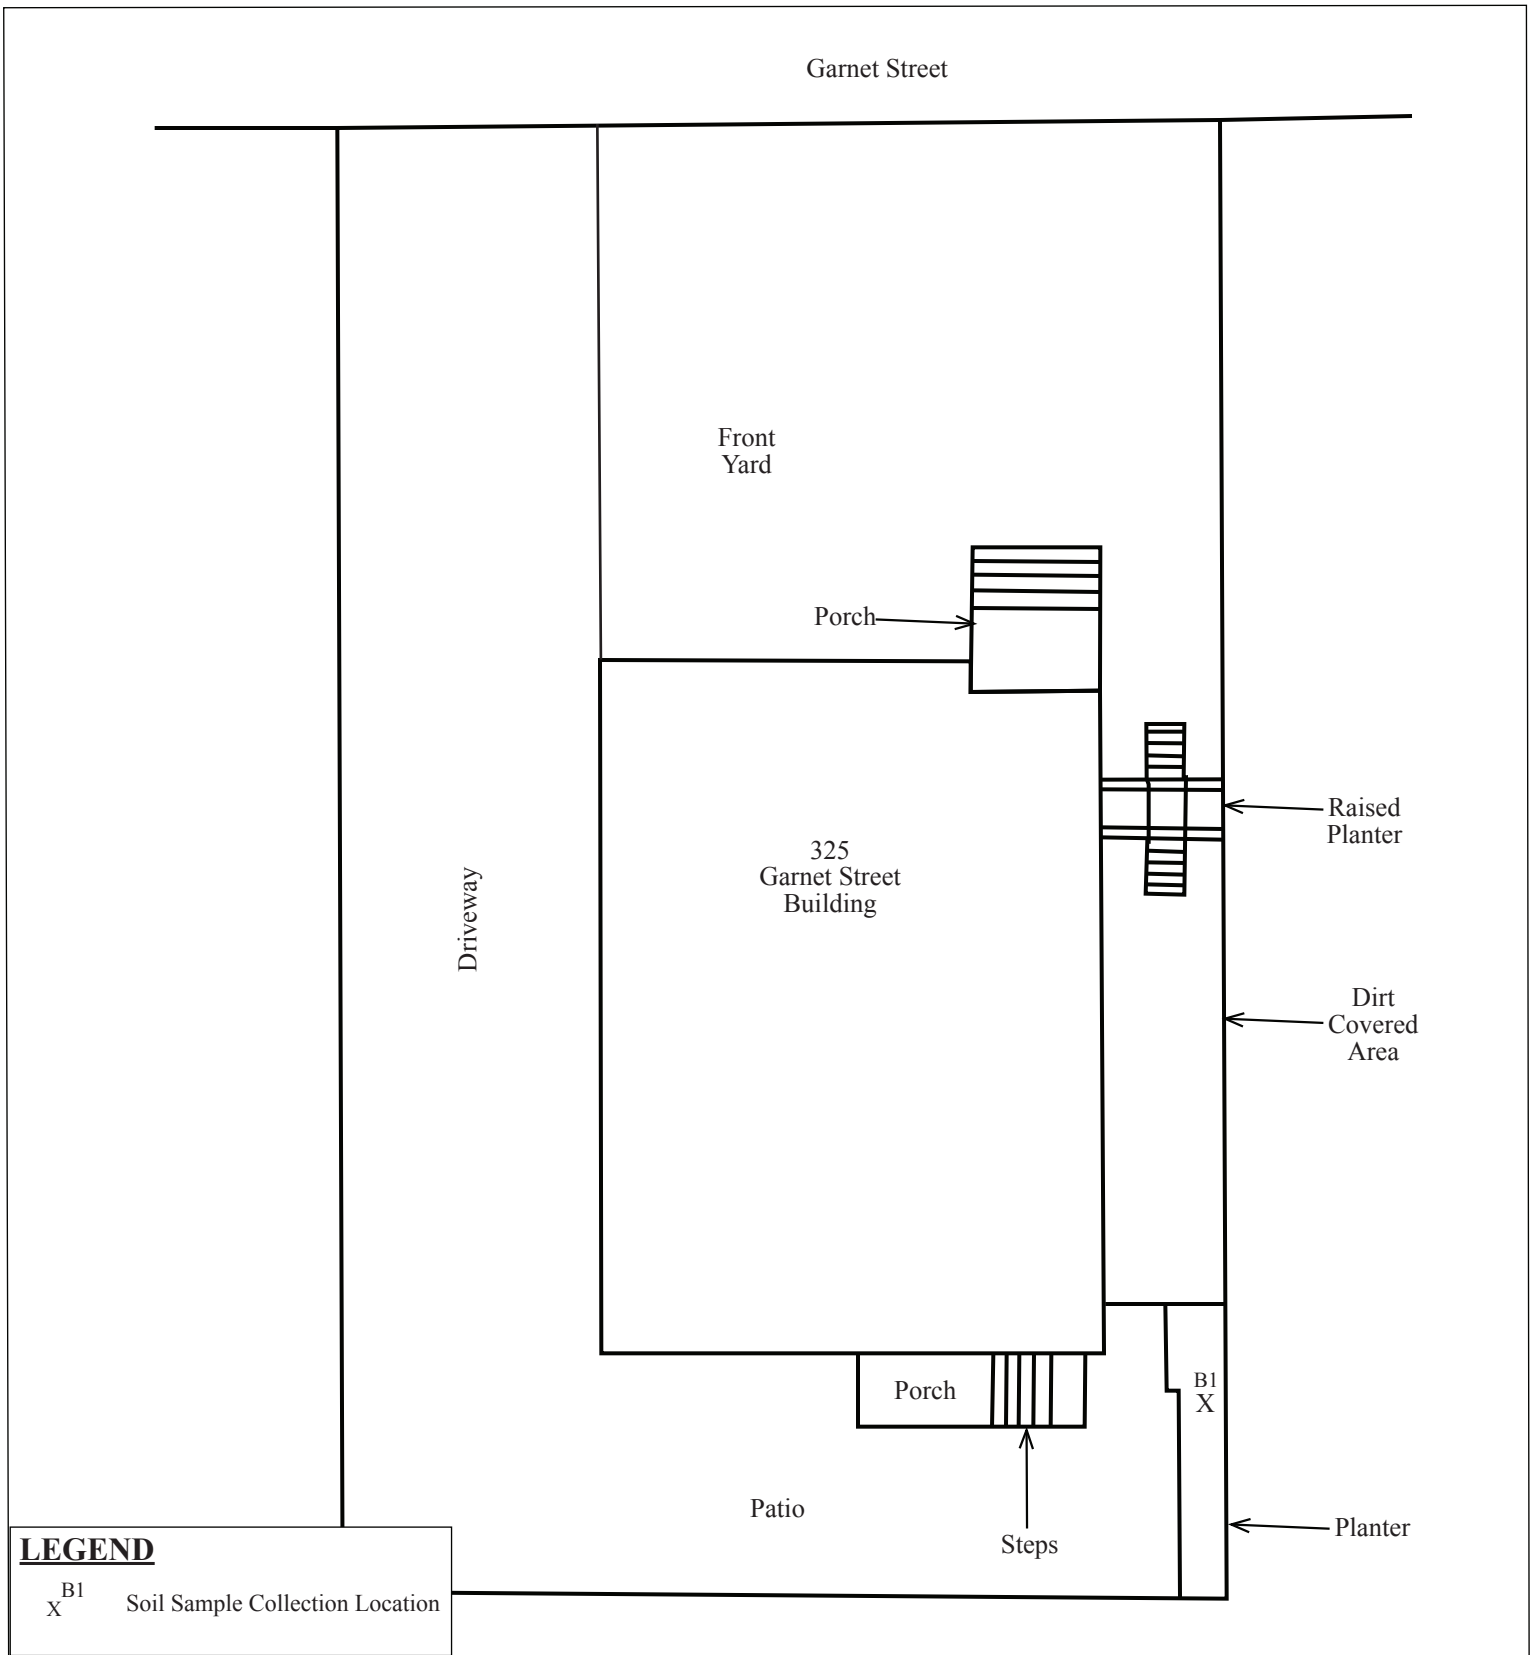 Garnet Street
Front
Yard
Porch
Raised
Planter
325
Garnet Street
Building
Driveway
Dirt
Covered
Area
B1
X
Porch
Patio
Steps
Planter
LEGEND
X B1 Soil Sample Collection Location